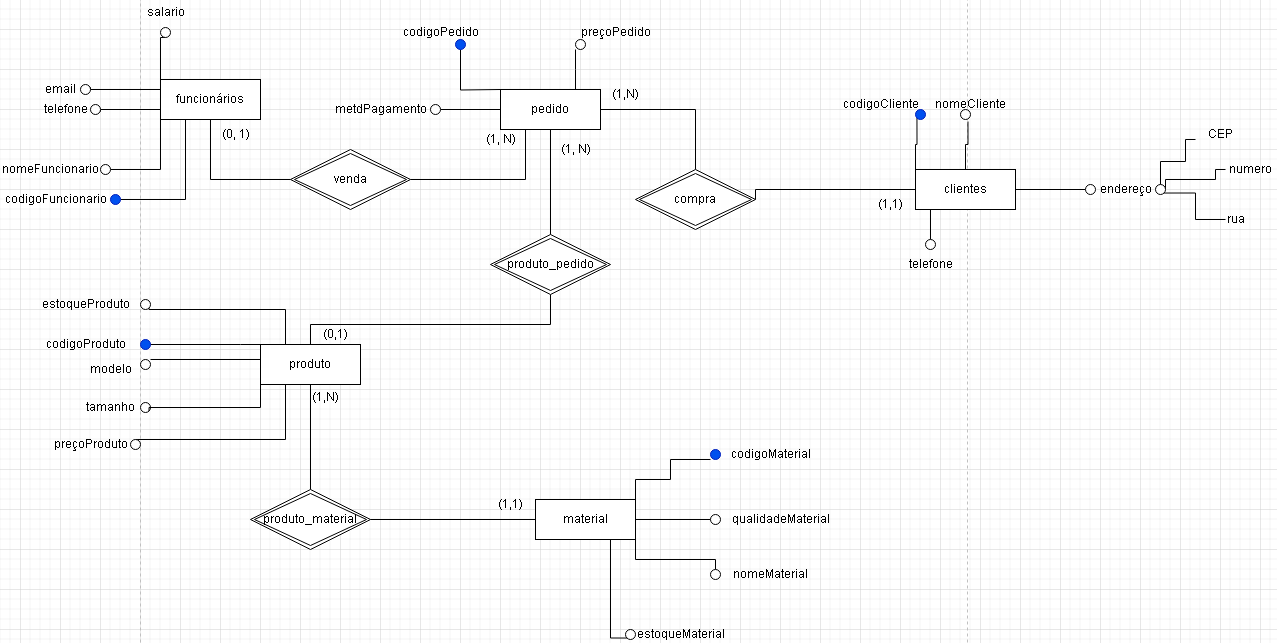 salario
codigoPedido
preçoPedido
email
funcionários
(1,N)
telefone
metdPagamento
pedido
codigoCliente
nomeCliente
(0, 1)
(1, N)
(1, N)
CEP
nomeFuncionario
venda
numero
codigoFuncionario
compra
clientes
endereço
(1,1)
rua
produto_pedido
telefone
estoqueProduto
(0,1)
codigoProduto
modelo
produto
(1,N)
tamanho
preçoProduto
codigoMaterial
(1,1)
produto_material
material
qualidadeMaterial
nomeMaterial
estoqueMaterial